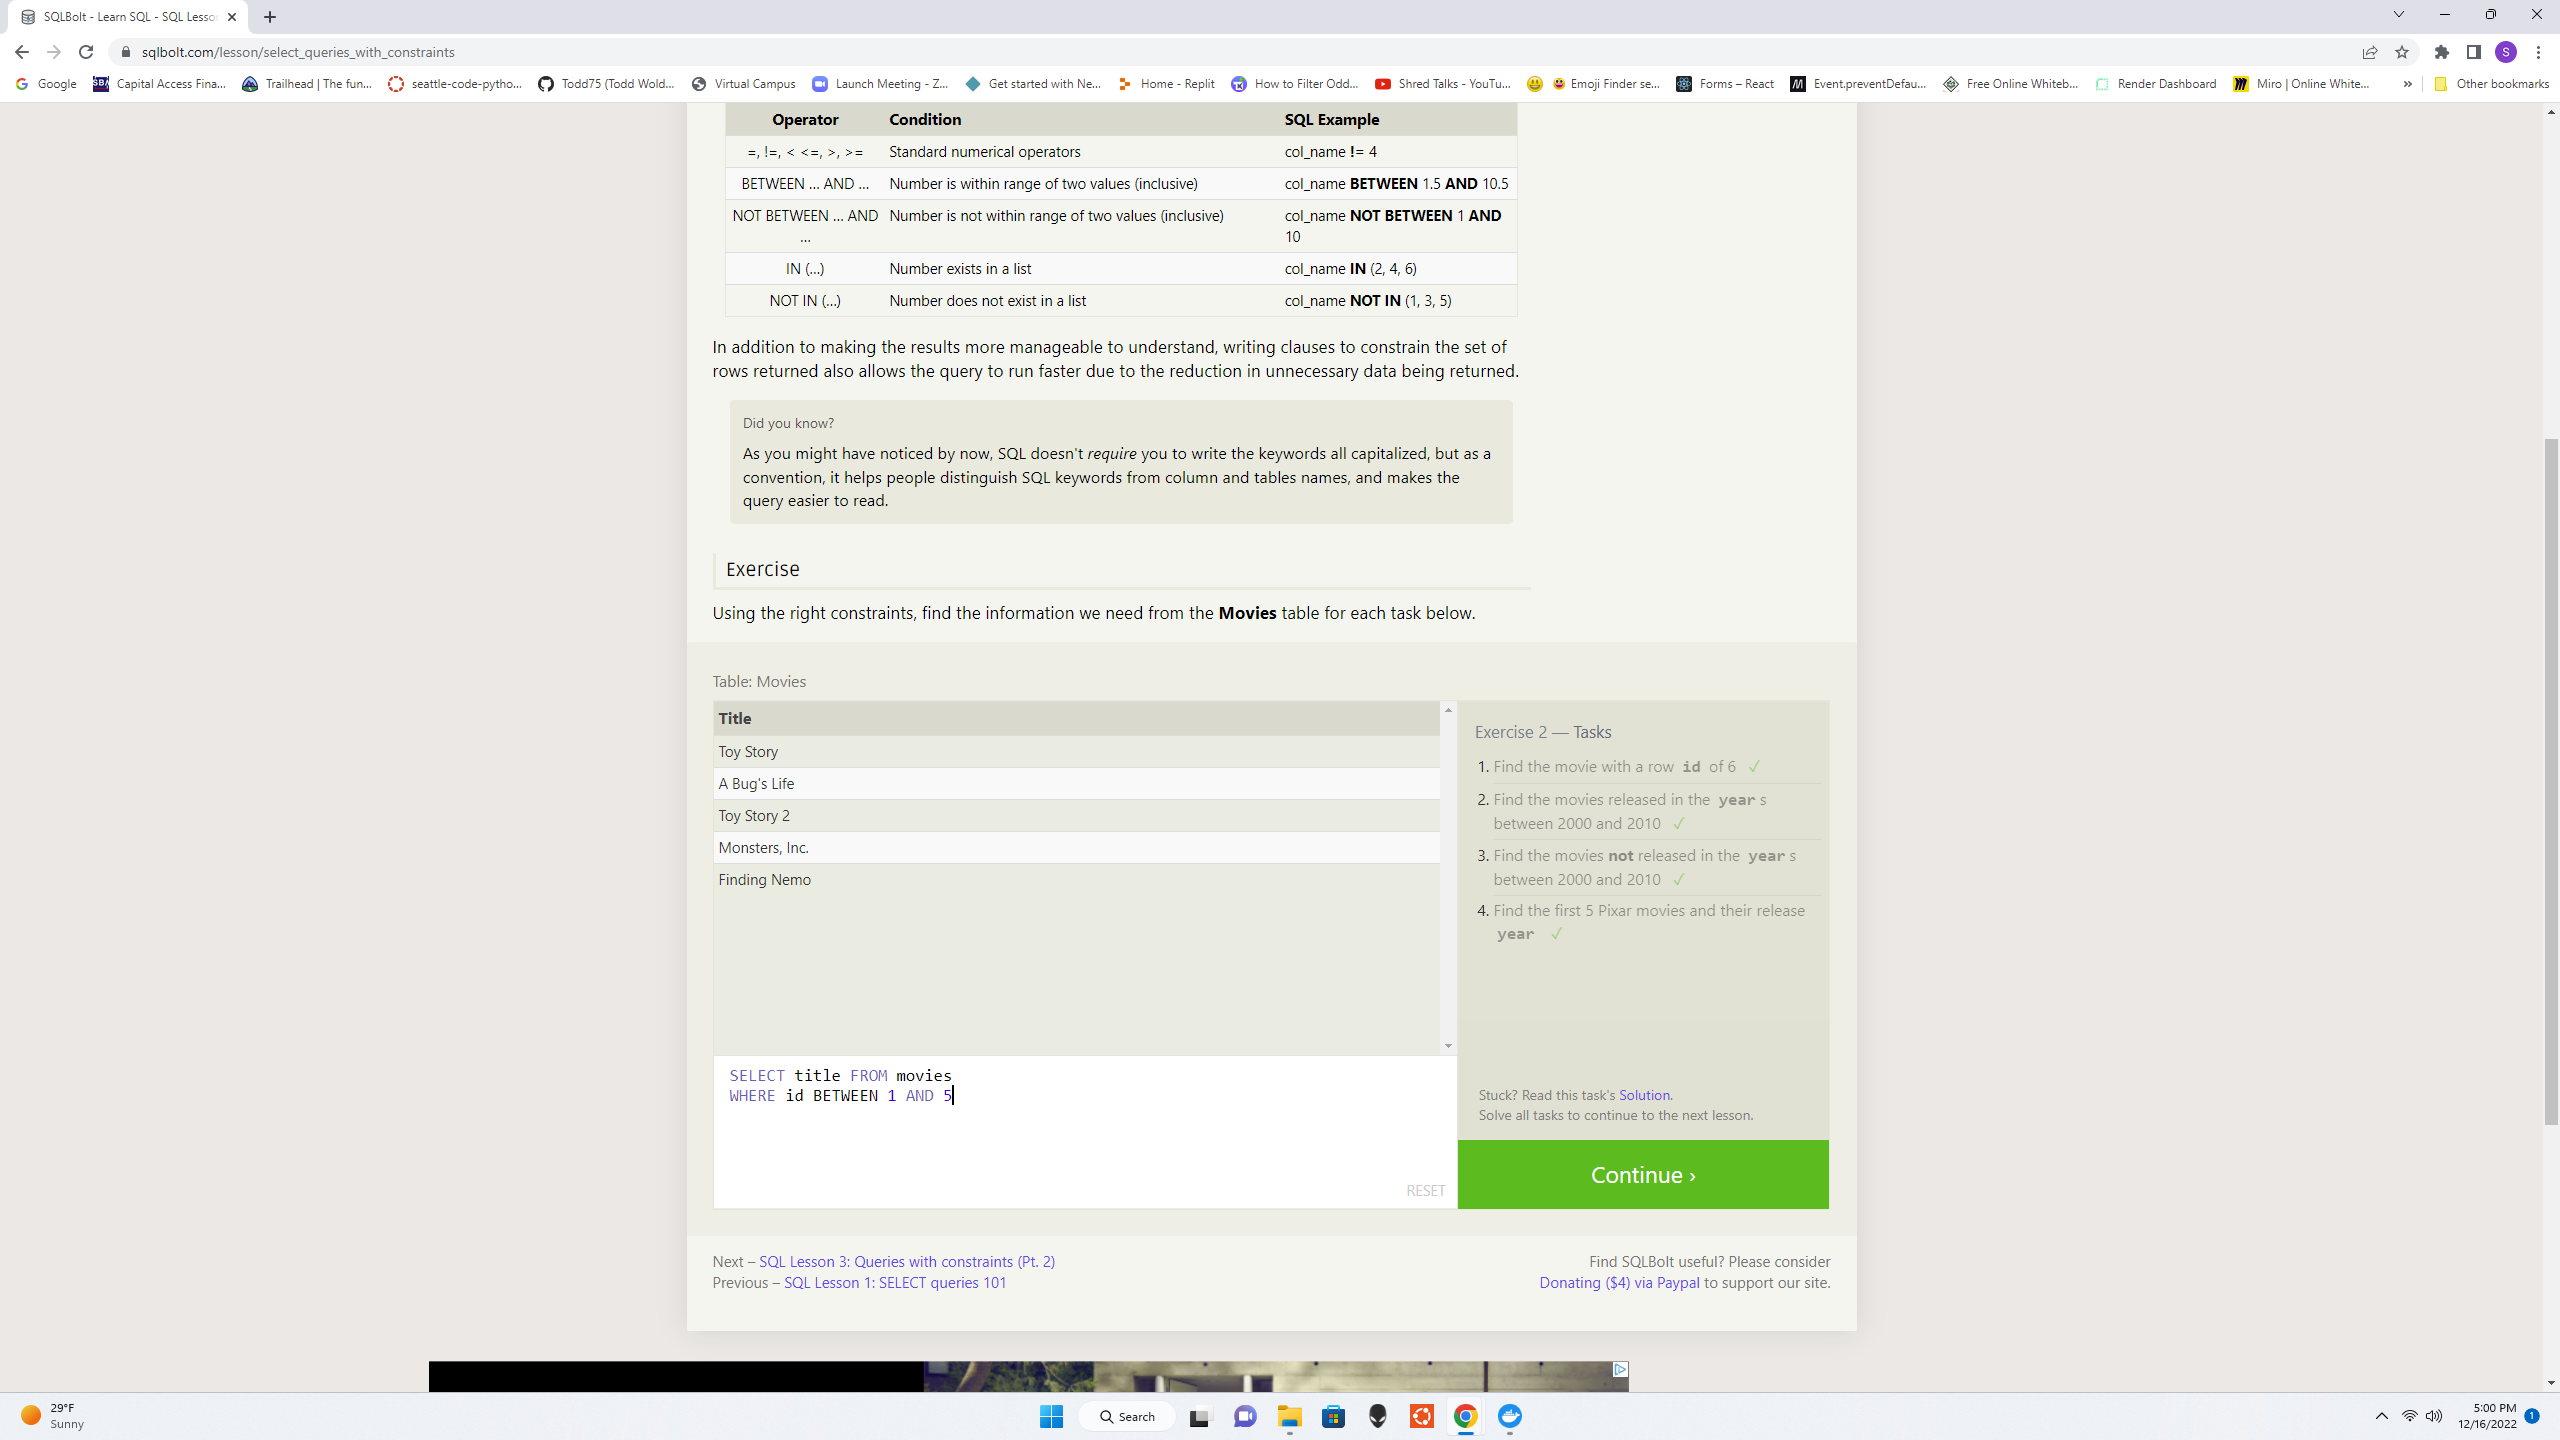 SQLBolt - Learn SQL - SQL Lesso
sqlbolt.com/lesson/select_queries_with_constraints
S
Google
SBA
Capital Access Fina...
Trailhead | The fun...
seattle-code-pytho...
Todd75 (Todd Wold...
Virtual Campus
Launch Meeting - Z...
Get started with Ne...
Home - Replit
How to Filter Odd...
Shred Talks - YouTu...
Emoji Finder se...
Forms – React
Event.preventDefau...
Free Online Whiteb...
Render Dashboard
Miro | Online White...
»
Other bookmarks
Operator Condition SQL Example
=, !=, < <=, >, >= Standard numerical operators col_name != 4
BETWEEN ... AND ... Number is within range of two values (inclusive) col_name BETWEEN 1.5 AND 10.5
NOT BETWEEN ... AND Number is not within range of two values (inclusive) col_name NOT BETWEEN 1 AND
... 10
IN (...) Number exists in a list col_name IN (2, 4, 6)
NOT IN (...) Number does not exist in a list col_name NOT IN (1, 3, 5)
In addition to making the results more manageable to understand, writing clauses to constrain the set of
rows returned also allows the query to run faster due to the reduction in unnecessary data being returned.
Did you know?
As you might have noticed by now, SQL doesn't require you to write the keywords all capitalized, but as a
convention, it helps people distinguish SQL keywords from column and tables names, and makes the
query easier to read.
Exercise
Using the right constraints, find the information we need from the Movies table for each task below.
Table: Movies
Title
Toy Story
A Bug's Life
Toy Story 2
Monsters, Inc.
Finding Nemo
SELECT title FROM movies
WHERE id BETWEEN 1 AND 5
RESET
Exercise 2 — Tasks
1. Find the movie with a row id of 6 ✓
2. Find the movies released in the year s
between 2000 and 2010 ✓
3. Find the movies not released in the year s
between 2000 and 2010 ✓
4. Find the first 5 Pixar movies and their release
year ✓
Stuck? Read this task's Solution.
Solve all tasks to continue to the next lesson.
Continue ›
Next – SQL Lesson 3: Queries with constraints (Pt. 2)
Previous – SQL Lesson 1: SELECT queries 101
Find SQLBolt useful? Please consider
Donating ($4) via Paypal to support our site.
29°F
Sunny
Search
5:00 PM
12/16/2022
1